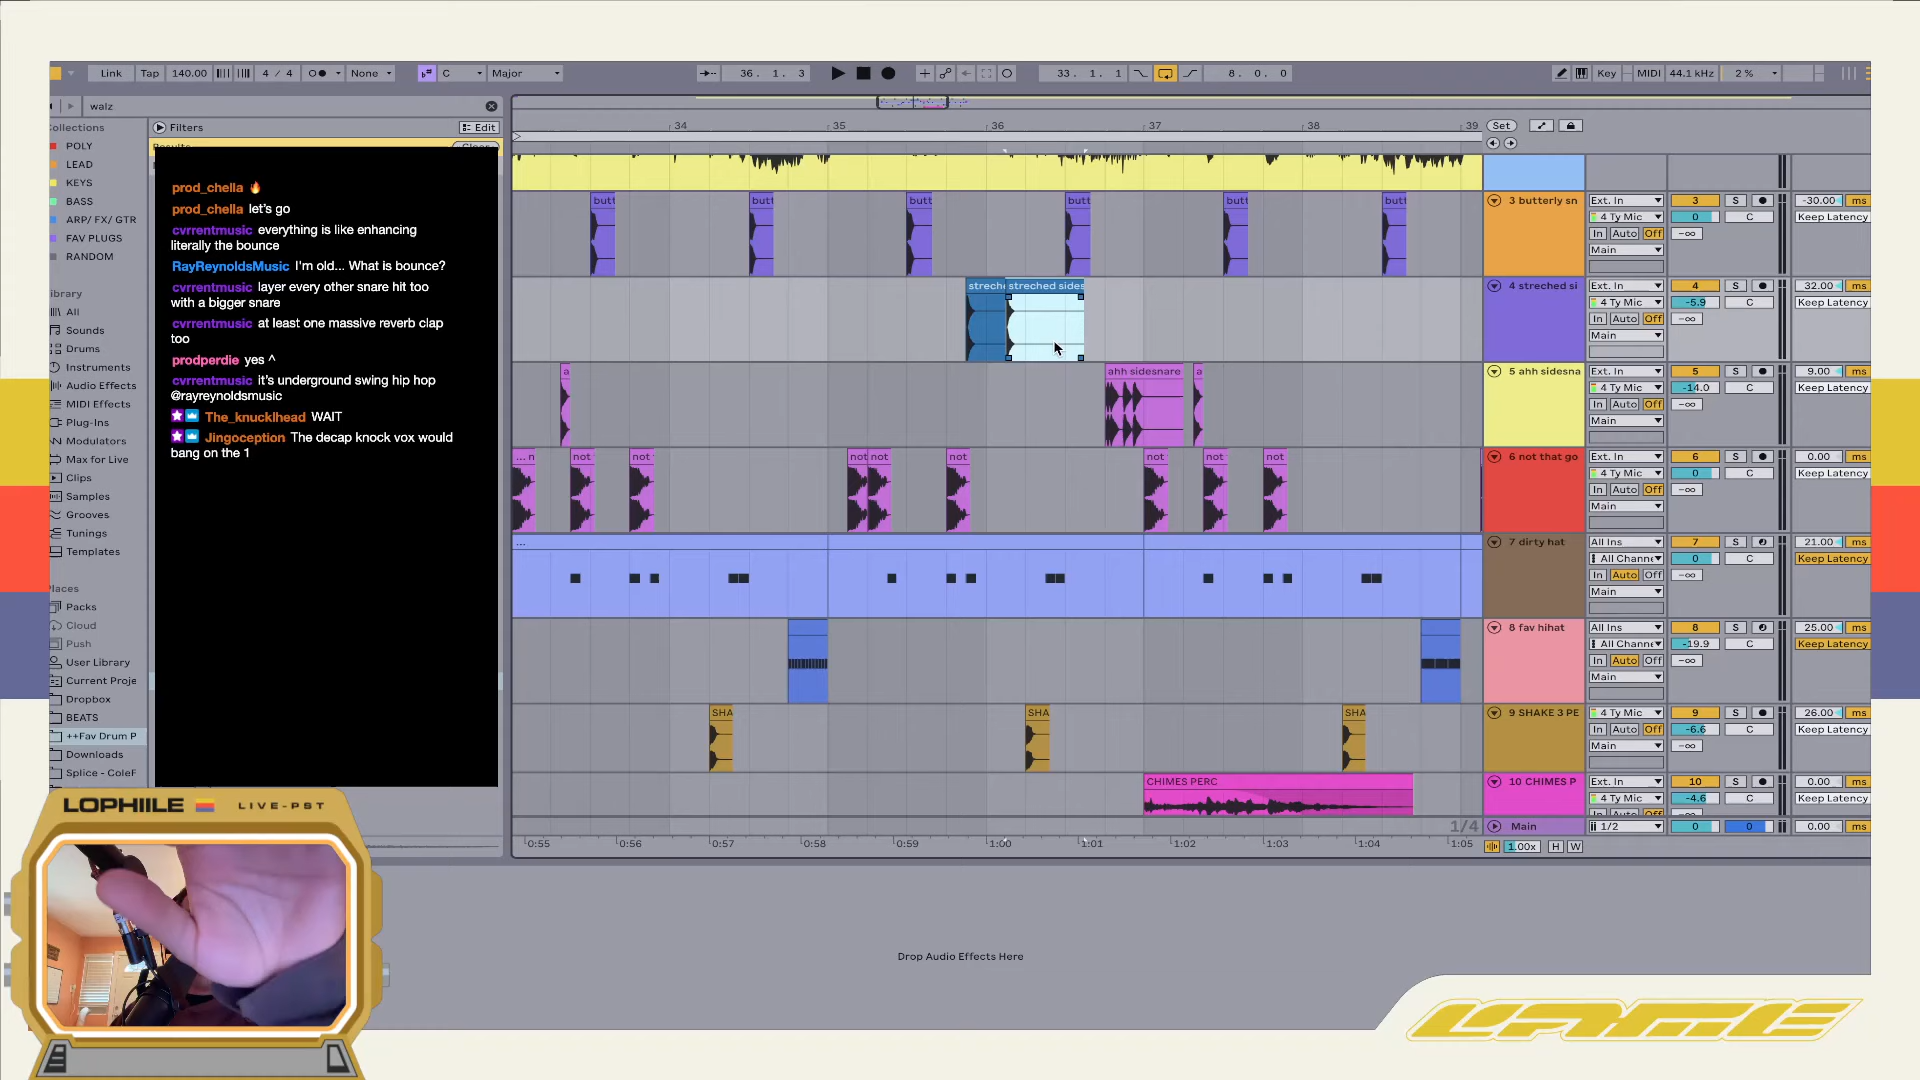 Link Tap 140.00 4 / 4 None C Major 36. 1. 3 33. 1. 1 8. 0. 0 Key MIDI 44.1 kHz 2 %
walz
Collections
Filters
Edit
POLY
LEAD
KEYS
BASS
ARP/ FX/ GTR
FAV PLUGS
RANDOM
All
Sounds
Drums
Instruments
Audio Effects
MIDI Effects
Plug-Ins
Modulators
Max for Live
Clips
Samples
Grooves
Tunings
Templates
Packs
Cloud
Push
User Library
Current Proje
Dropbox
BEATS
++Fav Drum P
Downloads
Splice - ColeF
prod_chella 🔥
prod_chella let's go
cvrrentmusic everything is like enhancing
literally the bounce
RayReynoldsMusic I'm old... What is bounce?
cvrrentmusic layer every other snare hit too
with a bigger snare
cvrrentmusic at least one massive reverb clap
too
prodperdie yes ^
cvrrentmusic it's underground swing hip hop
@rayreynoldsmusic
The_knucklhead WAIT
Jingoception The decap knock vox would
bang on the 1
34 35 36 37 38 39
Set
butt butt butt butt butt butt
streche streched sides
a ahh sidesnare a
... n not not not not not not not not
...
SHA SHA SHA
CHIMES PERC
1/4
0:55 0:56 0:57 0:58 0:59 1:00 1:01 1:02 1:03 1:04 1:05
3 butterly sn Ext. In 3 S -30.00 ms
4 Ty Mic 0 C Keep Latency
In Auto Off -∞
Main
4 streched si Ext. In 4 S 32.00 ms
4 Ty Mic -5.9 C Keep Latency
In Auto Off -∞
Main
5 ahh sidesna Ext. In 5 S 9.00 ms
4 Ty Mic -14.0 C Keep Latency
In Auto Off -∞
Main
6 not that go Ext. In 6 S 0.00 ms
4 Ty Mic 0 C Keep Latency
In Auto Off -∞
Main
7 dirty hat All Ins 7 S 21.00 ms
All Channe 0 C Keep Latency
In Auto Off -∞
Main
8 fav hihat All Ins 8 S 25.00 ms
All Channe -19.9 C Keep Latency
In Auto Off -∞
Main
9 SHAKE 3 PE 4 Ty Mic 9 S 26.00 ms
In Auto Off -6.6 C Keep Latency
Main -∞
10 CHIMES P Ext. In 10 S 0.00 ms
4 Ty Mic -4.6 C Keep Latency
Main 1/2 0 0 0.00 ms
1.00x H W
Drop Audio Effects Here
LOPHIILE LIVE-PST